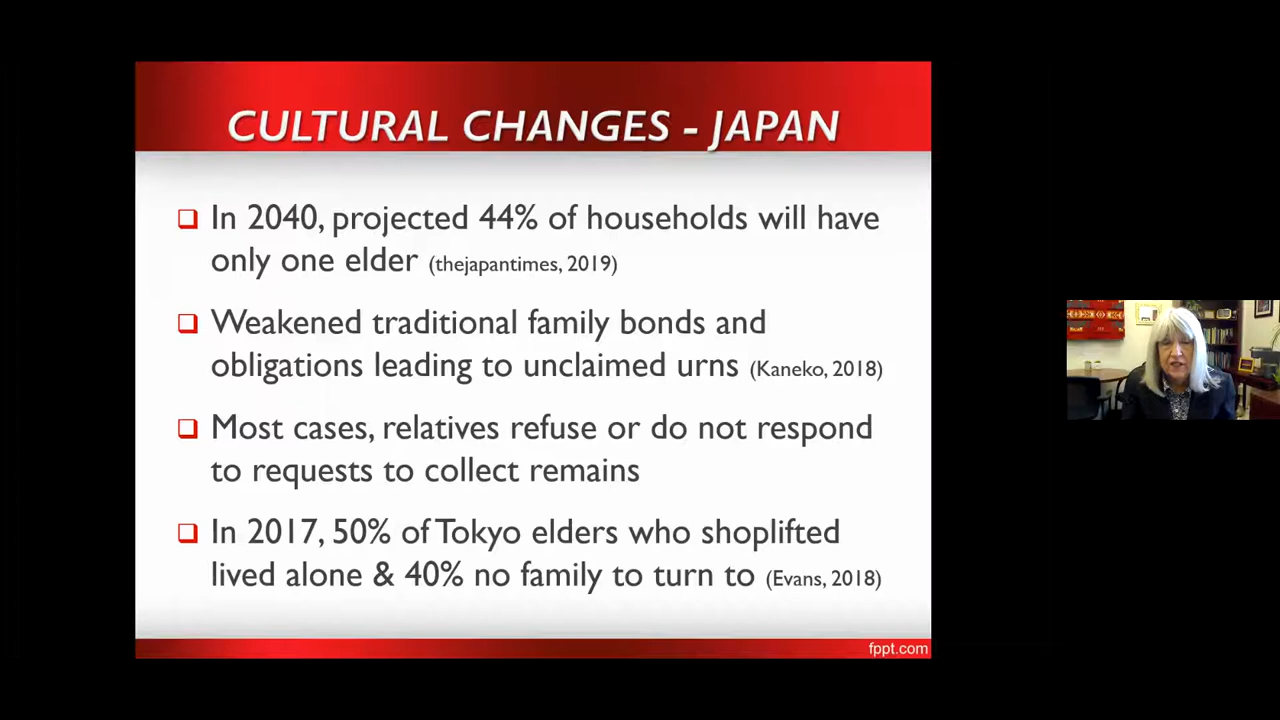 CULTURAL CHANGES - JAPAN
In 2040, projected 44% of households will have
only one elder (thejapantimes, 2019)
Weakened traditional family bonds and
obligations leading to unclaimed urns (Kaneko, 2018)
Most cases, relatives refuse or do not respond
to requests to collect remains
In 2017, 50% of Tokyo elders who shoplifted
lived alone & 40% no family to turn to (Evans, 2018)
fppt.com